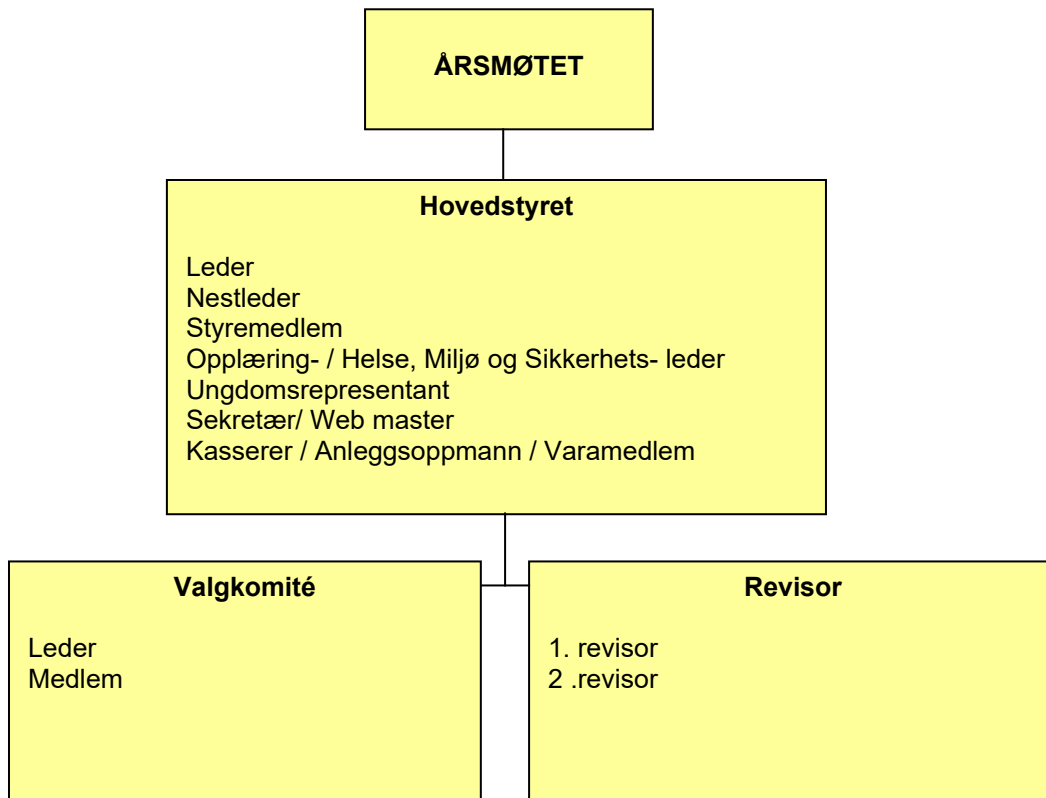 ÅRSMØTET
Hovedstyret
Leder
Nestleder
Styremedlem
Opplæring- / Helse, Miljø og Sikkerhets- leder
Ungdomsrepresentant
Sekretær/ Web master
Kasserer / Anleggsoppmann / Varamedlem
Valgkomité
Leder
Medlem
Revisor
1. revisor
2 .revisor